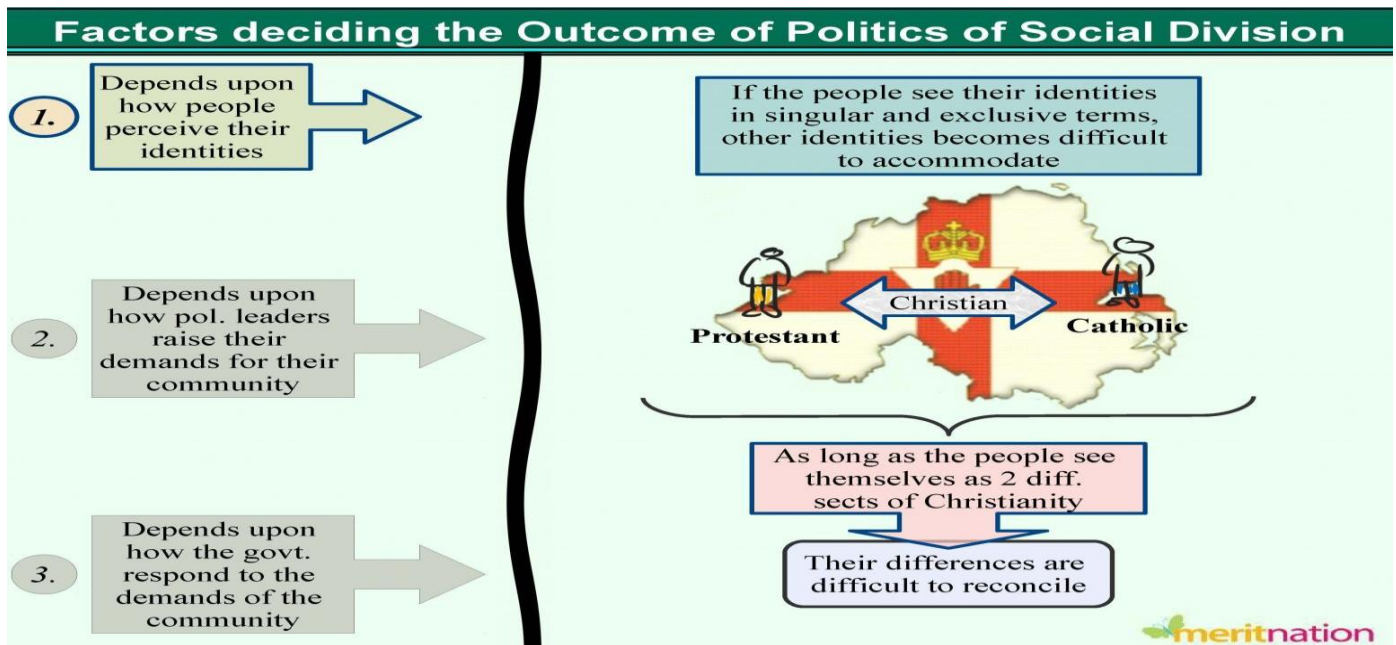 Factors deciding the Outcome of Politics of Social Division
1.
Depends upon
how people
perceive their
identities
2.
Depends upon
how pol. leaders
raise their
demands for their
community
3.
Depends upon
how the govt.
respond to the
demands of the
community
If the people see their identities
in singular and exclusive terms,
other identities becomes difficult
to accommodate
Christian
Protestant
Catholic
As long as the people see
themselves as 2 diff.
sects of Christianity
Their differences are
difficult to reconcile
meritnation